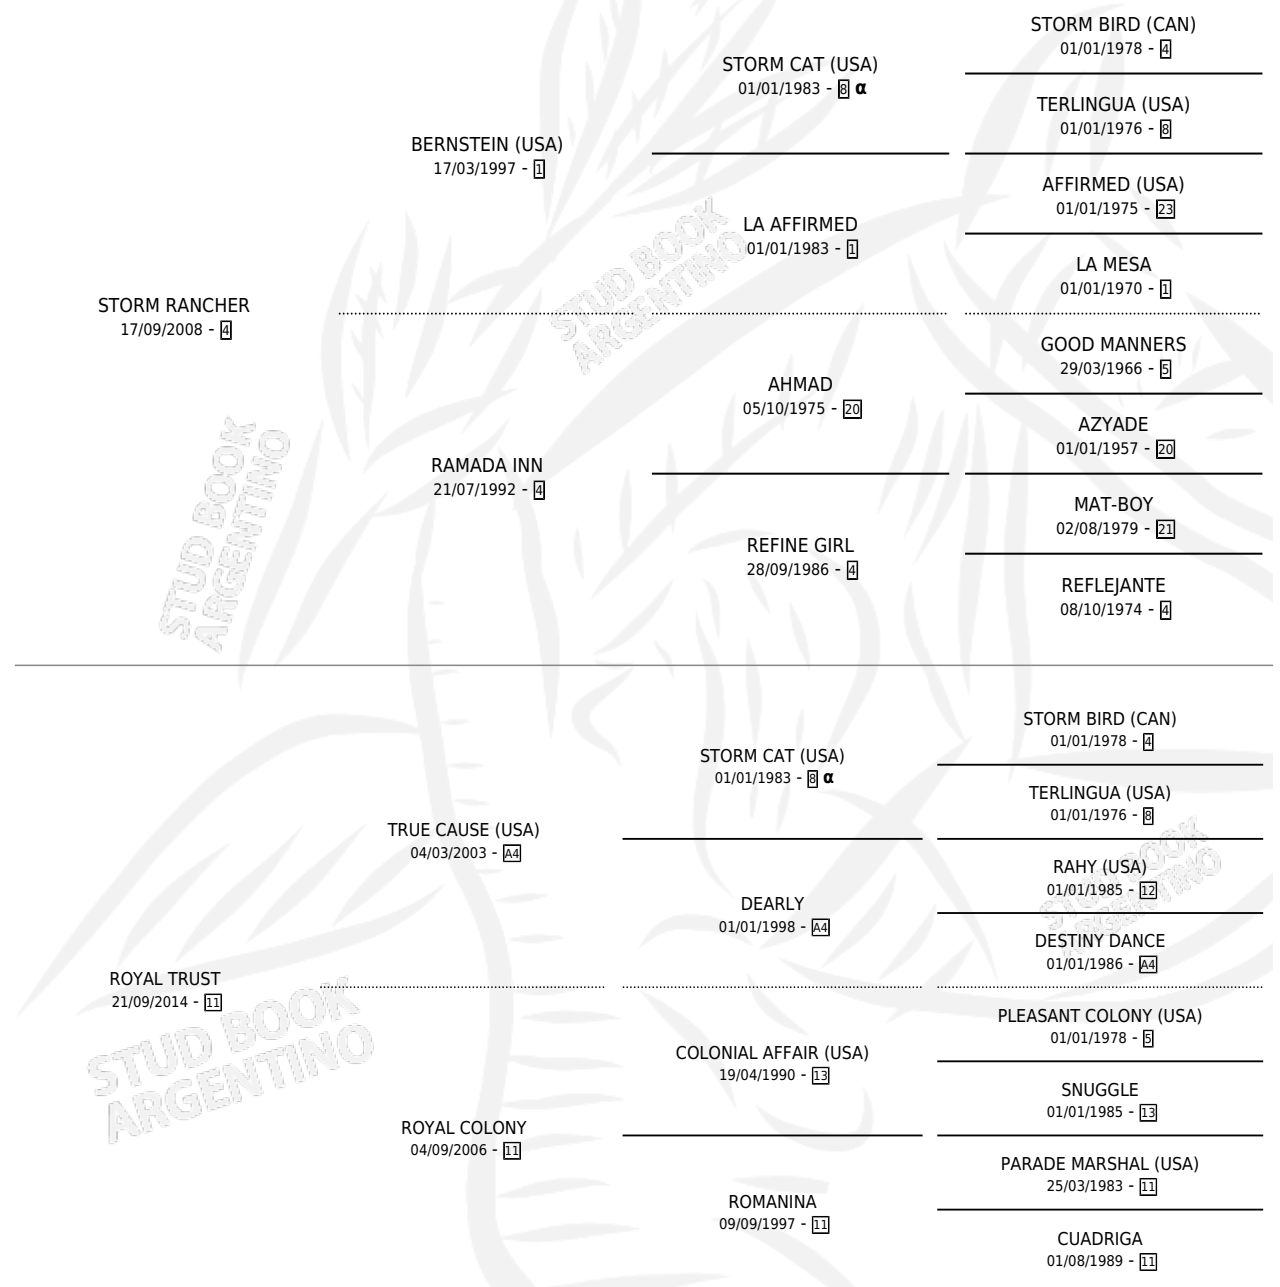 STORM BIRD (CAN)
01/01/1978 - 4
STORM CAT (USA)
01/01/1983 - 8 α
TERLINGUA (USA)
01/01/1976 - 8
BERNSTEIN (USA)
17/03/1997 - 1
AFFIRMED (USA)
01/01/1975 - 23
LA AFFIRMED
01/01/1983 - 1
LA MESA
01/01/1970 - 1
STORM RANCHER
17/09/2008 - 4
GOOD MANNERS
29/03/1966 - 5
AHMAD
05/10/1975 - 20
AZYADE
01/01/1957 - 20
RAMADA INN
21/07/1992 - 4
MAT-BOY
02/08/1979 - 21
REFINE GIRL
28/09/1986 - 4
REFLEJANTE
08/10/1974 - 4
STORM BIRD (CAN)
01/01/1978 - 4
STORM CAT (USA)
01/01/1983 - 8 α
TERLINGUA (USA)
01/01/1976 - 8
TRUE CAUSE (USA)
04/03/2003 - A4
RAHY (USA)
01/01/1985 - 12
DEARLY
01/01/1998 - A4
DESTINY DANCE
01/01/1986 - A4
ROYAL TRUST
21/09/2014 - 11
PLEASANT COLONY (USA)
01/01/1978 - 5
COLONIAL AFFAIR (USA)
19/04/1990 - 13
SNUGGLE
01/01/1985 - 13
ROYAL COLONY
04/09/2006 - 11
PARADE MARSHAL (USA)
25/03/1983 - 11
ROMANINA
09/09/1997 - 11
CUADRIGA
01/08/1989 - 11
STUD BOOK
ARGENTINO
STUD BOOK
ARGENTINO
STUD BOOK
ARGENTINO
STUD BOOK
ARGENTINO